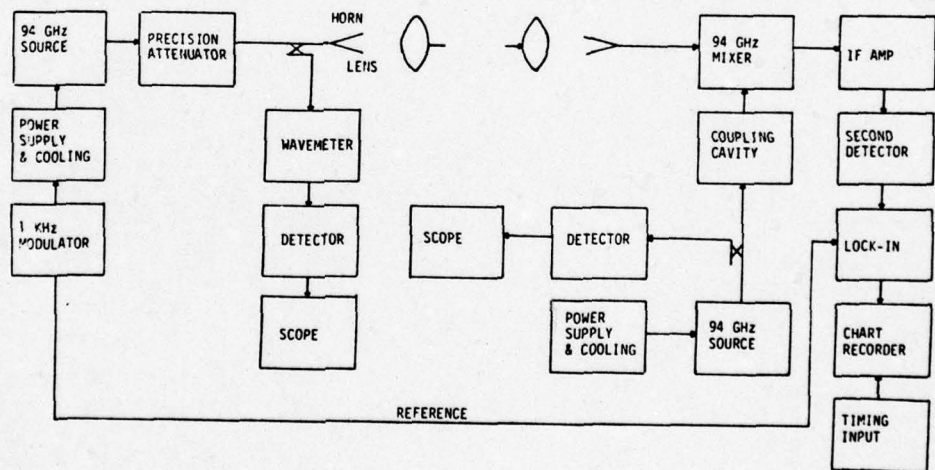 94 GHz
SOURCE
PRECISION
ATTENUATOR
HORN
LENS
94 GHz
MIXER
IF AMP
POWER
SUPPLY
& COOLING
WAVEMETER
COUPLING
CAVITY
SECOND
DETECTOR
1 KHz
MODULATOR
DETECTOR
SCOPE
DETECTOR
LOCK-IN
SCOPE
POWER
SUPPLY
& COOLING
94 GHz
SOURCE
CHART
RECORDER
REFERENCE
TIMING
INPUT